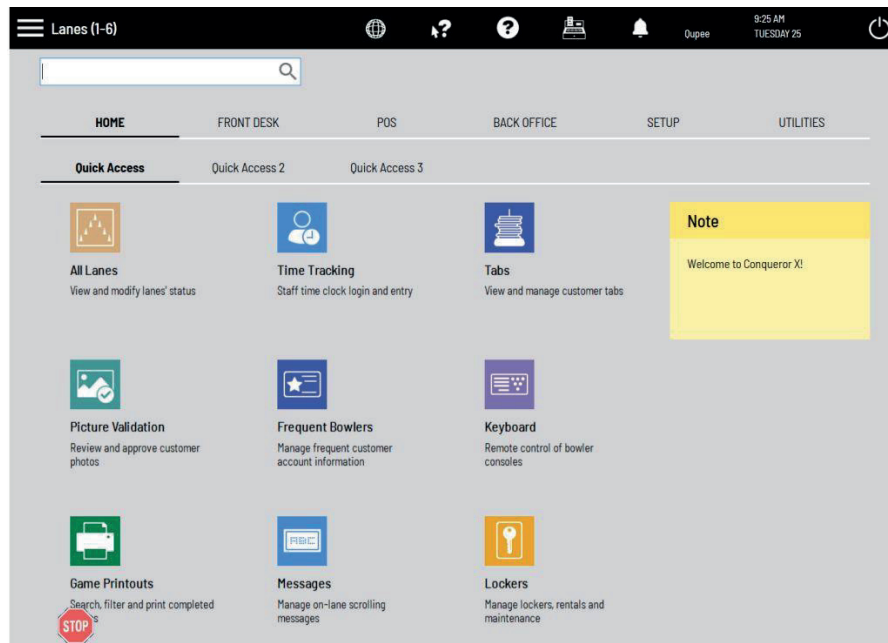 Lanes (1-6)
Qupee
9:25 AM
TUESDAY 25
HOME
FRONT DESK
POS
BACK OFFICE
SETUP
UTILITIES
Quick Access
Quick Access 2
Quick Access 3
All Lanes
View and modify lanes' status
Time Tracking
Staff time clock login and entry
Tabs
View and manage customer tabs
Note
Welcome to Conqueror X!
Picture Validation
Review and approve customer
photos
Frequent Bowlers
Manage frequent customer
account information
Keyboard
Remote control of bowler
consoles
ABC
Game Printouts
Search, filter and print completed
STOP
Messages
Manage on-lane scrolling
messages
Lockers
Manage lockers, rentals and
maintenance